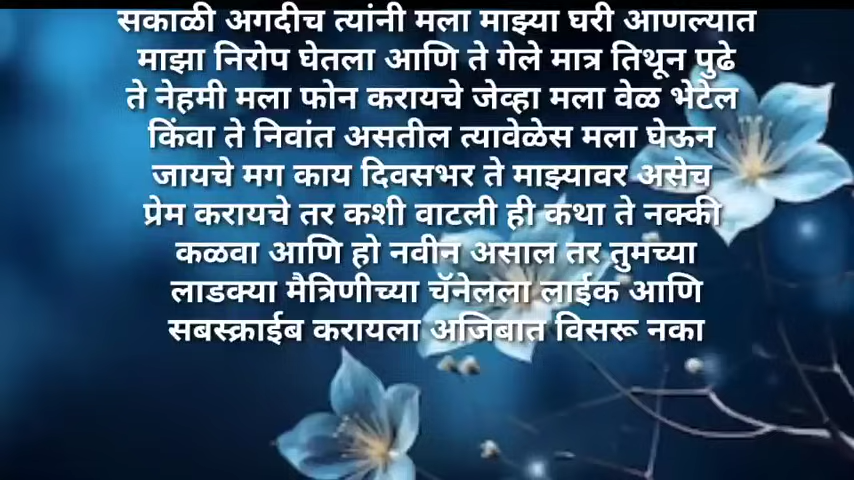 सकाळी अगदीच त्यांनी मला माझ्या घरी आणल्यात
माझा निरोप घेतला आणि ते गेले मात्र तिथून पुढे
ते नेहमी मला फोन करायचे जेव्हा मला वेळ भेटेल
किंवा ते निवांत असतील त्यावेळेस मला घेऊन
जायचे मग काय दिवसभर ते माझ्यावर असेच
प्रेम करायचे तर कशी वाटली ही कथा ते नक्की
कळवा आणि हो नवीन असाल तर तुमच्या
लाडक्या मैत्रिणीच्या चॅनेलला लाईक आणि
सबस्क्राईब करायला अजिबात विसरू नका